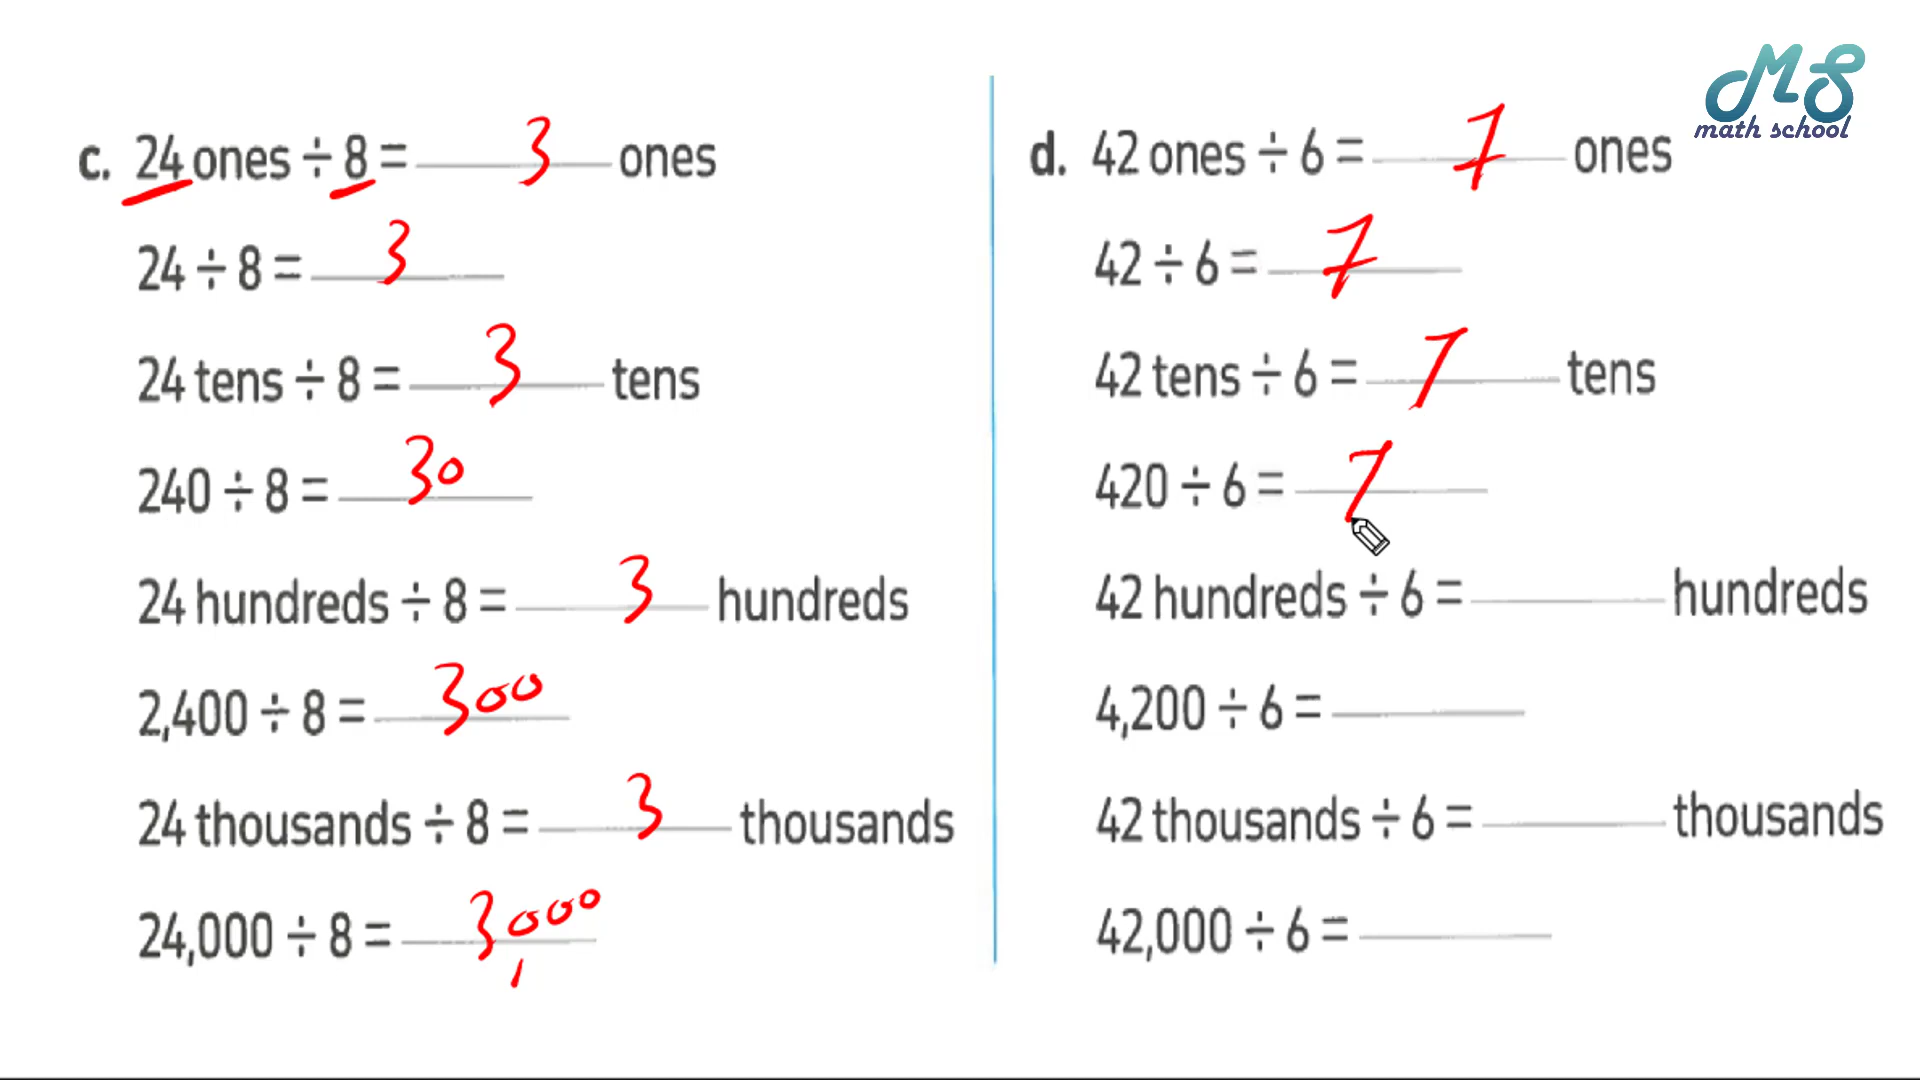 MS
math school
c. 24 ones ÷ 8 = 3 ones
24 ÷ 8 = 3
24 tens ÷ 8 = 3 tens
240 ÷ 8 = 30
24 hundreds ÷ 8 = 3 hundreds
2,400 ÷ 8 = 300
24 thousands ÷ 8 = 3 thousands
24,000 ÷ 8 = 3,000
d. 42 ones ÷ 6 = 7 ones
42 ÷ 6 = 7
42 tens ÷ 6 = 7 tens
420 ÷ 6 = 7
42 hundreds ÷ 6 = hundreds
4,200 ÷ 6 =
42 thousands ÷ 6 = thousands
42,000 ÷ 6 =